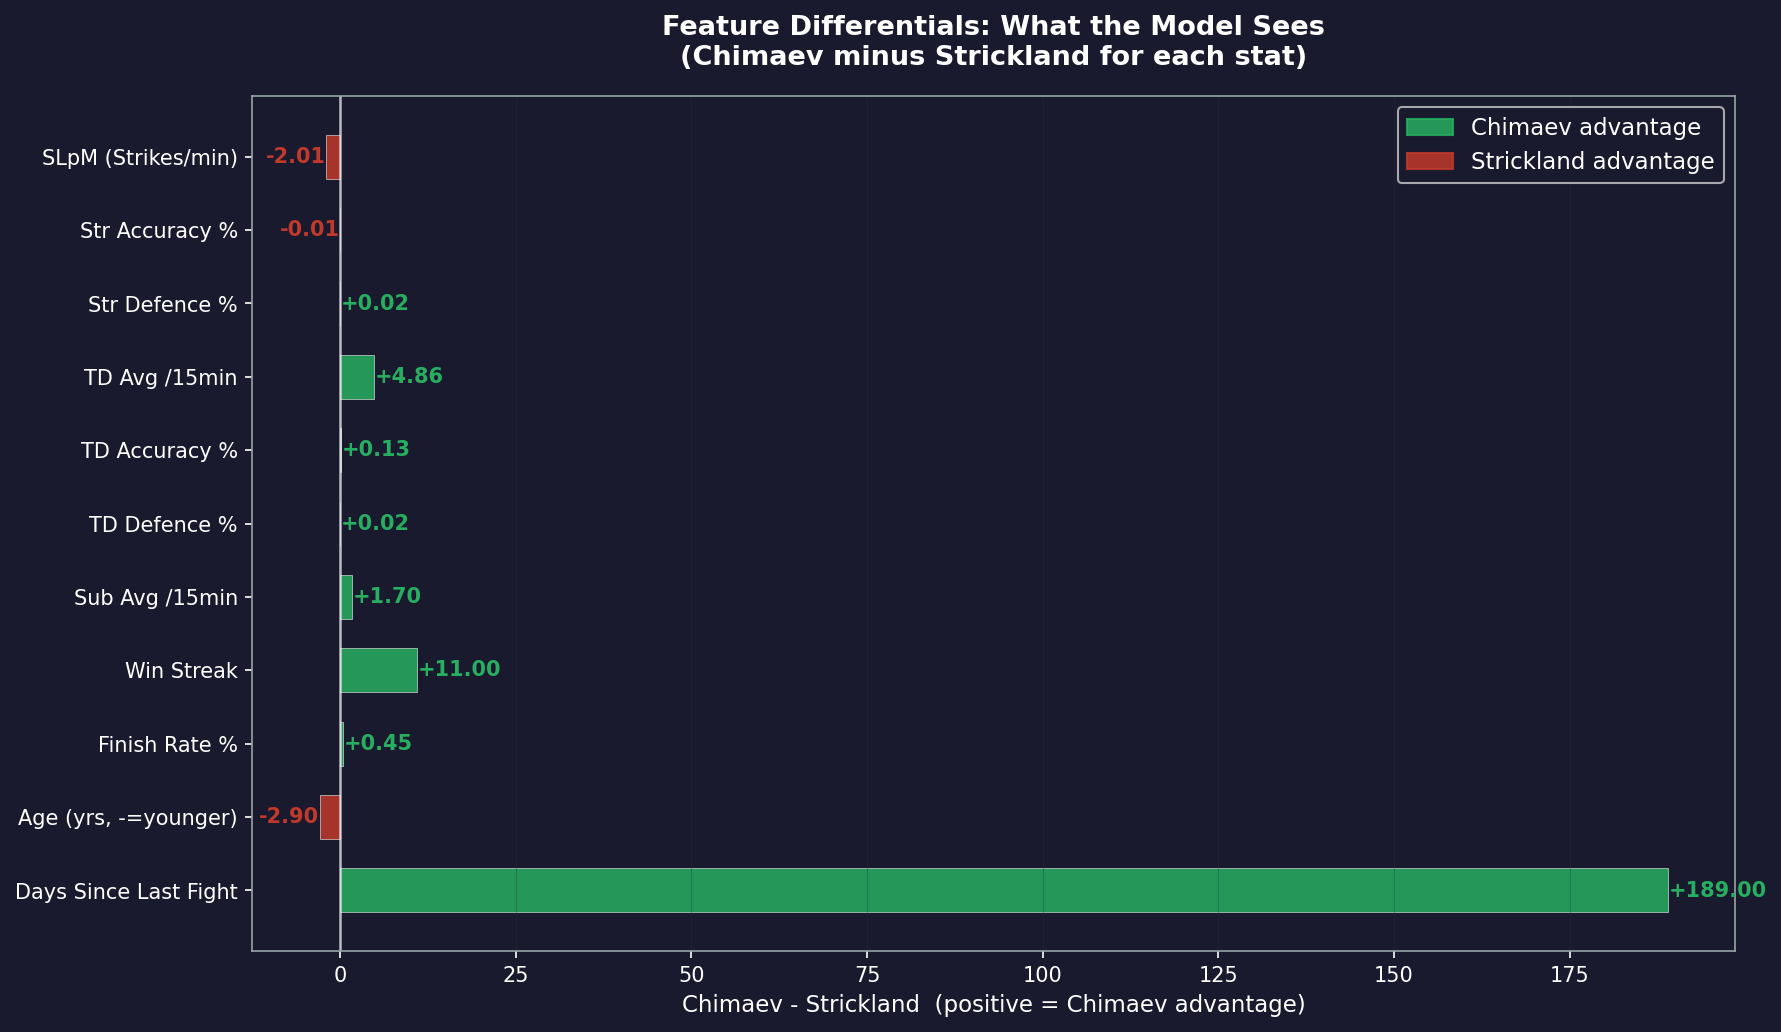 Feature Differentials: What the Model Sees
(Chimaev minus Strickland for each stat)
Chimaev advantage
Strickland advantage
SLpM (Strikes/min)
-2.01
Str Accuracy %
-0.01
Str Defence %
+0.02
TD Avg /15min
+4.86
TD Accuracy %
+0.13
TD Defence %
+0.02
Sub Avg /15min
+1.70
Win Streak
+11.00
Finish Rate %
+0.45
Age (yrs, -=younger)
-2.90
Days Since Last Fight
+189.00
0 25 50 75 100 125 150 175
Chimaev - Strickland  (positive = Chimaev advantage)